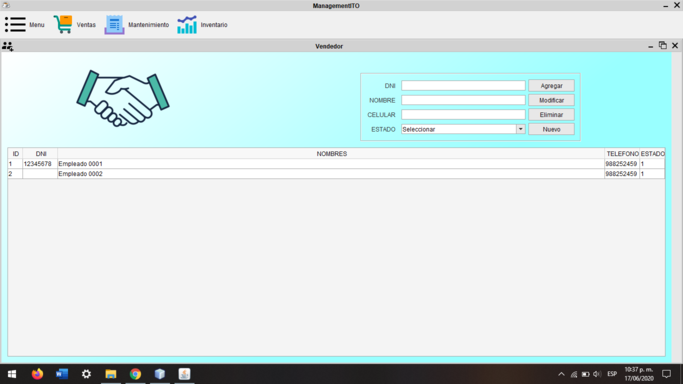 ManagementITO
Menu Ventas Mantenimiento Inventario
Vendedor
DNI Agregar
NOMBRE Modificar
CELULAR Eliminar
ESTADO Seleccionar Nuevo
ID DNI NOMBRES TELEFONO ESTADO
1 12345678 Empleado 0001 988252459 1
2 Empleado 0002 988252459 1
ESP 10:37 p. m.
17/06/2020